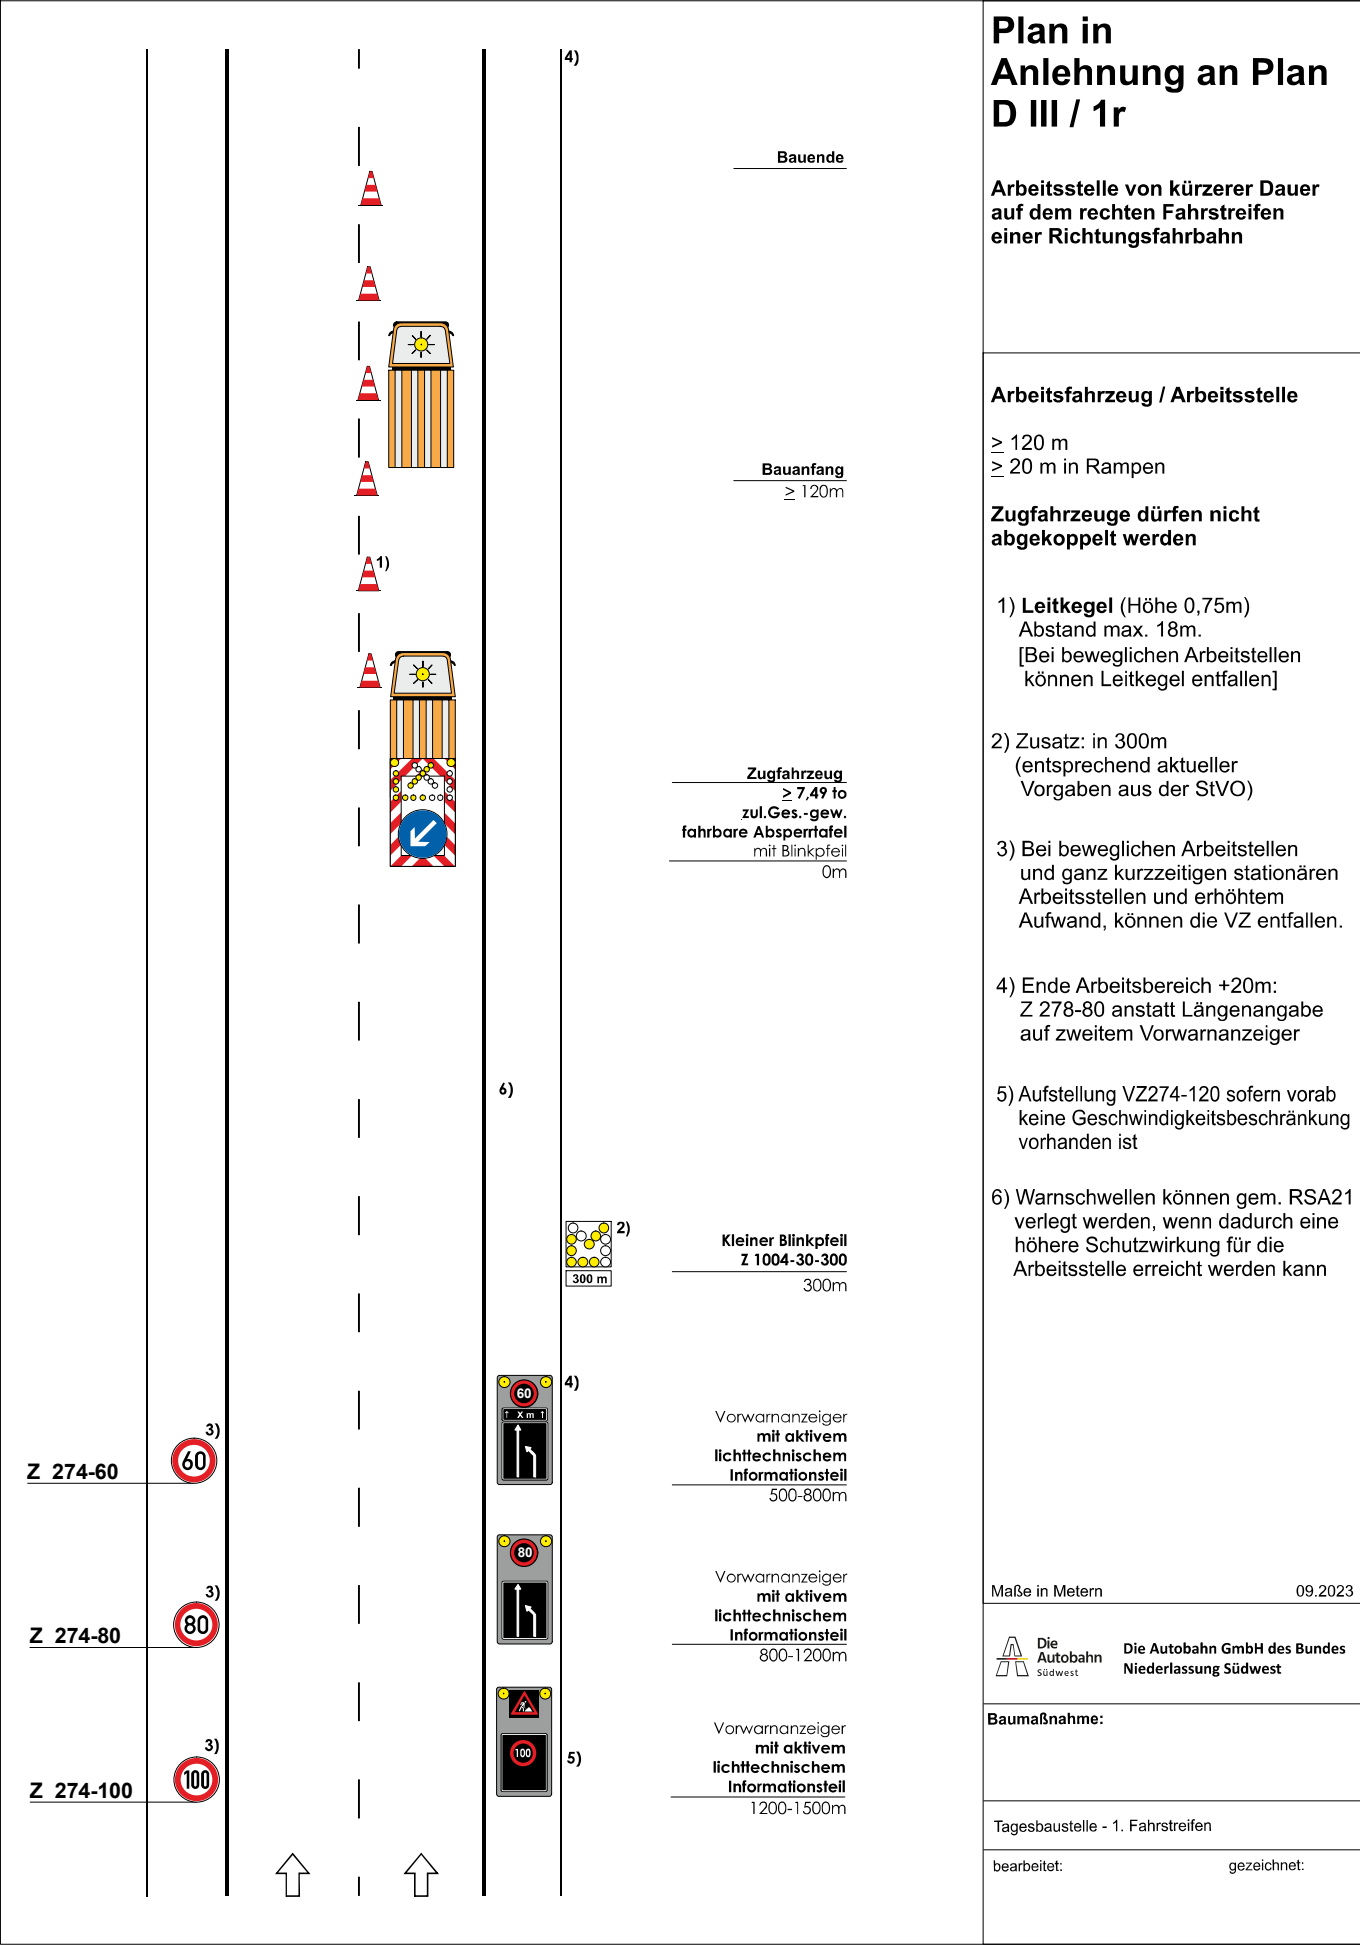 Plan in
Anlehnung an Plan
D III / 1r
Arbeitsstelle von kürzerer Dauer
auf dem rechten Fahrstreifen
einer Richtungsfahrbahn
Arbeitsfahrzeug / Arbeitsstelle
≥ 120 m
≥ 20 m in Rampen
Zugfahrzeuge dürfen nicht
abgekoppelt werden
1) Leitkegel (Höhe 0,75m)
Abstand max. 18m.
[Bei beweglichen Arbeitstellen
können Leitkegel entfallen]
2) Zusatz: in 300m
(entsprechend aktueller
Vorgaben aus der StVO)
3) Bei beweglichen Arbeitstellen
und ganz kurzzeitigen stationären
Arbeitsstellen und erhöhtem
Aufwand, können die VZ entfallen.
4) Ende Arbeitsbereich +20m:
Z 278-80 anstatt Längenangabe
auf zweitem Vorwarnanzeiger
5) Aufstellung VZ274-120 sofern vorab
keine Geschwindigkeitsbeschränkung
vorhanden ist
6) Warnschwellen können gem. RSA21
verlegt werden, wenn dadurch eine
höhere Schutzwirkung für die
Arbeitsstelle erreicht werden kann
Maße in Metern 09.2023
Die
Autobahn
Südwest
Die Autobahn GmbH des Bundes
Niederlassung Südwest
Baumaßnahme:
Tagesbaustelle - 1. Fahrstreifen
bearbeitet: gezeichnet:
4)
Bauende
Bauanfang
≥ 120m
1)
Zugfahrzeug
≥ 7,49 to
zul.Ges.-gew.
fahrbare Absperrtafel
mit Blinkpfeil
0m
6)
2)
300 m
Kleiner Blinkpfeil
Z 1004-30-300
300m
60
↑ X m ↑
4)
Vorwarnanzeiger
mit aktivem
lichttechnischem
Informationsteil
500-800m
3)
60
Z 274-60
80
Vorwarnanzeiger
mit aktivem
lichttechnischem
Informationsteil
800-1200m
3)
80
Z 274-80
100
5)
Vorwarnanzeiger
mit aktivem
lichttechnischem
Informationsteil
1200-1500m
3)
100
Z 274-100